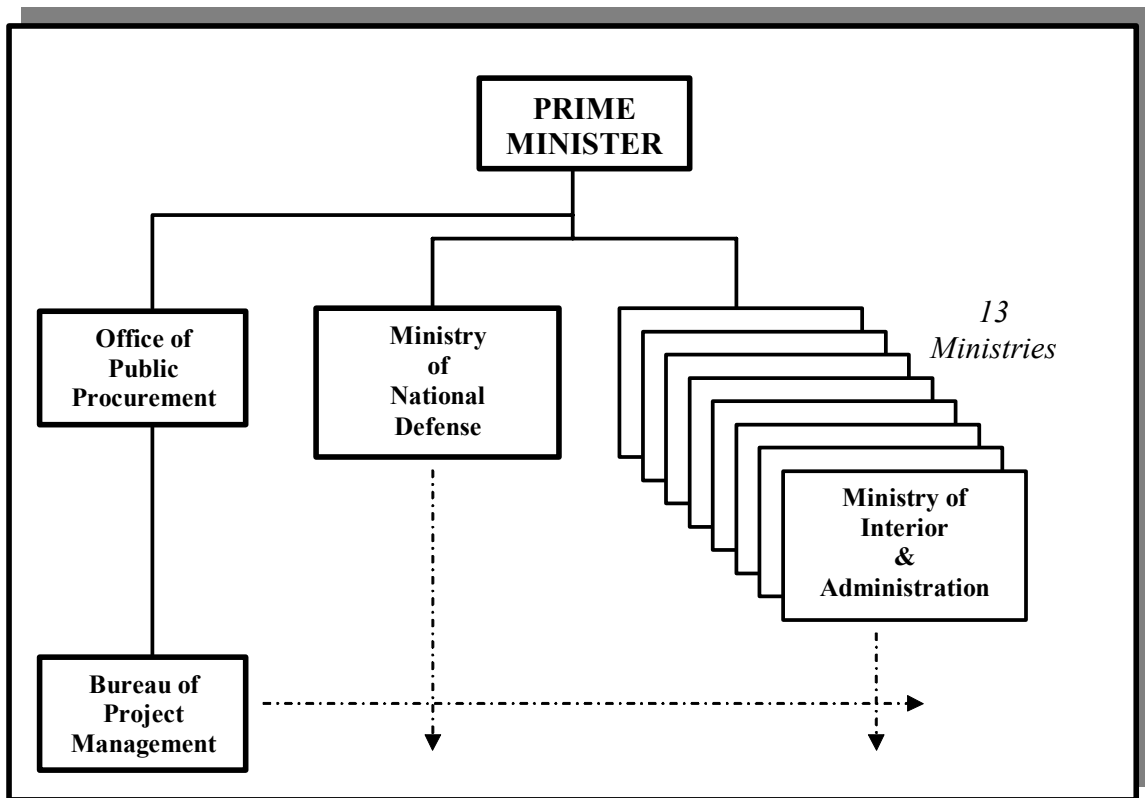 PRIME
MINISTER
Office of
Public
Procurement
Ministry
of
National
Defense
13
Ministries
Ministry of
Interior
&
Administration
Bureau of
Project
Management